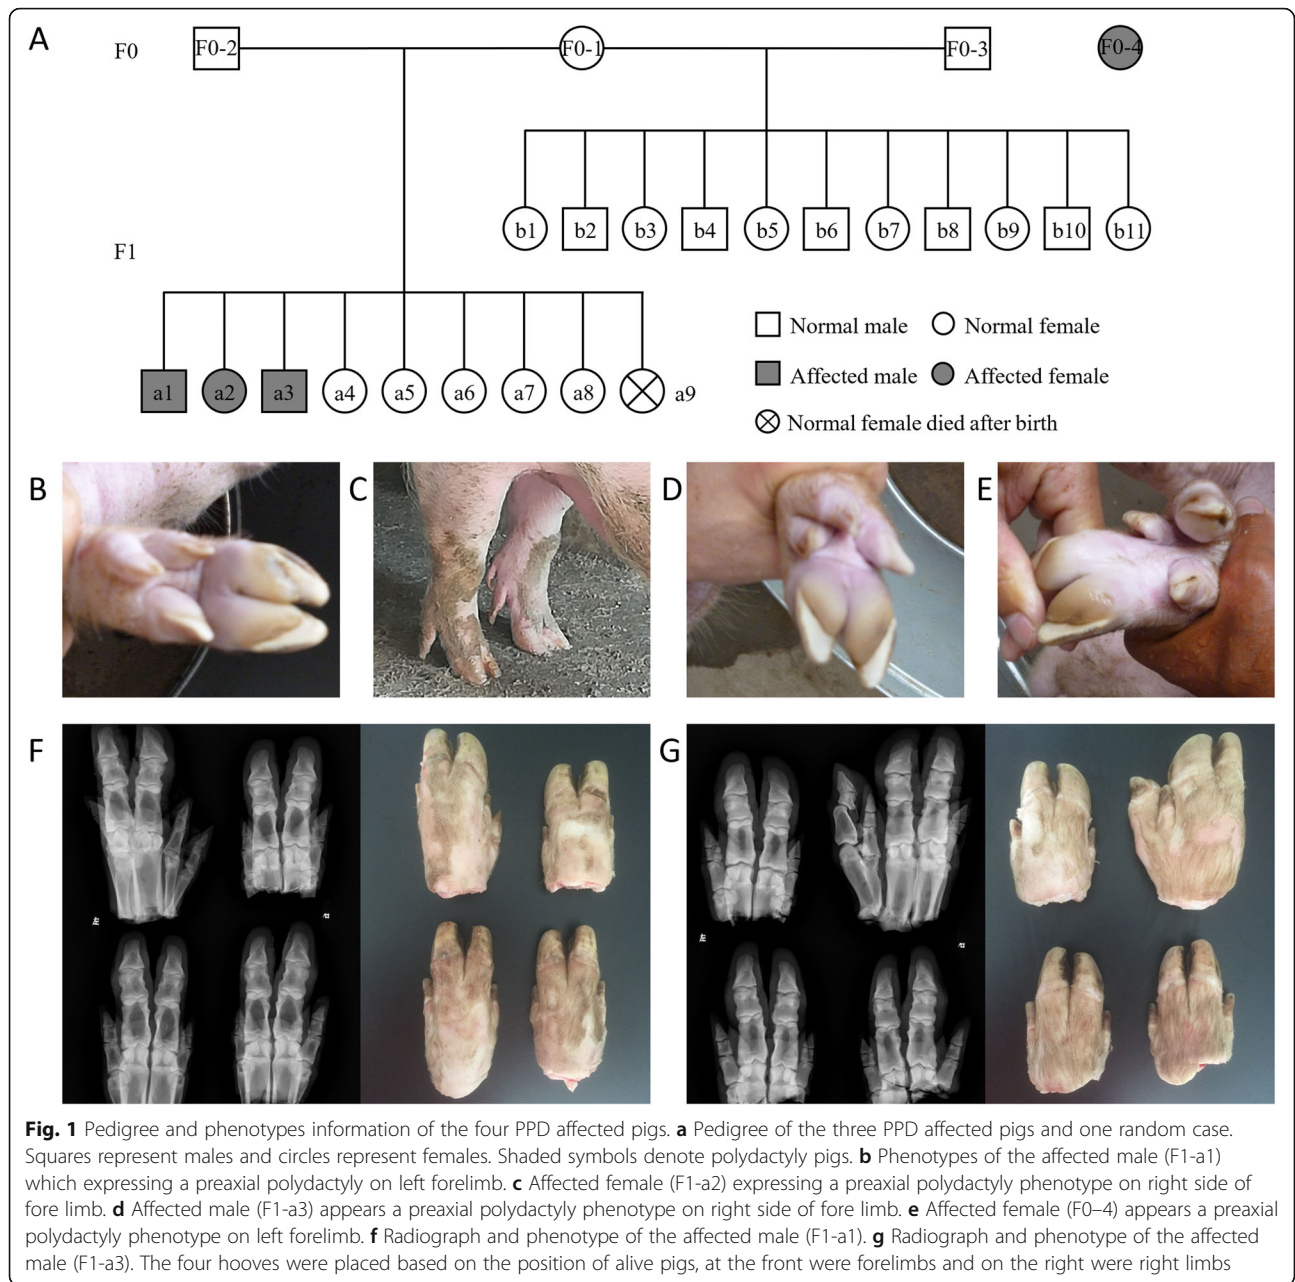 A
F0
F0-2
F0-1
F0-3
F0-4
b1 b2 b3 b4 b5 b6 b7 b8 b9 b10 b11
F1
Normal male Normal female
a1 a2 a3 a4 a5 a6 a7 a8 a9
Affected male Affected female
Normal female died after birth
B C D E
F G
Fig. 1 Pedigree and phenotypes information of the four PPD affected pigs. a Pedigree of the three PPD affected pigs and one random case.
Squares represent males and circles represent females. Shaded symbols denote polydactyly pigs. b Phenotypes of the affected male (F1-a1)
which expressing a preaxial polydactyly on left forelimb. c Affected female (F1-a2) expressing a preaxial polydactyly phenotype on right side of
fore limb. d Affected male (F1-a3) appears a preaxial polydactyly phenotype on right side of fore limb. e Affected female (F0–4) appears a preaxial
polydactyly phenotype on left forelimb. f Radiograph and phenotype of the affected male (F1-a1). g Radiograph and phenotype of the affected
male (F1-a3). The four hooves were placed based on the position of alive pigs, at the front were forelimbs and on the right were right limbs